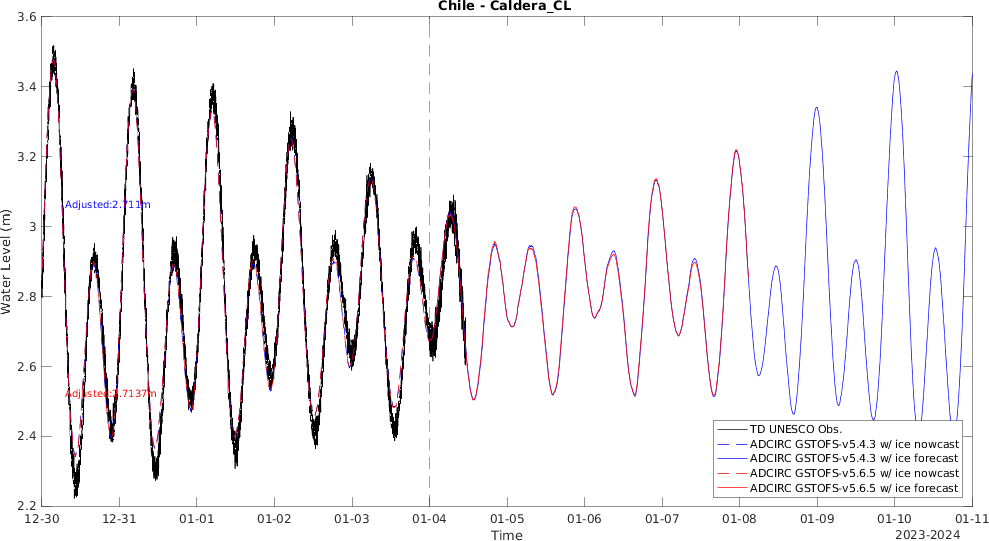 Chile - Caldera_CL
3.6
3.4
3.2
3
2.8
2.6
2.4
2.2
Water Level (m)
Adjusted:2.711m
Adjusted:2.7137m
TD UNESCO Obs.
ADCIRC GSTOFS-v5.4.3 w/ ice nowcast
ADCIRC GSTOFS-v5.4.3 w/ ice forecast
ADCIRC GSTOFS-v5.6.5 w/ ice nowcast
ADCIRC GSTOFS-v5.6.5 w/ ice forecast
12-30 12-31 01-01 01-02 01-03 01-04 01-05 01-06 01-07 01-08 01-09 01-10 01-11
Time
2023-2024